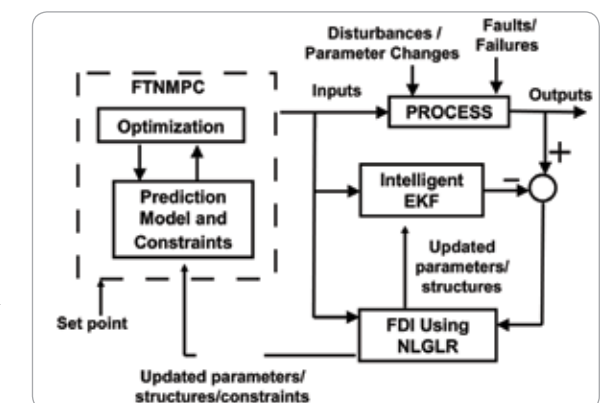 Disturbances /
Parameter Changes
Faults/
Failures
FTNMPC
Inputs
Outputs
PROCESS
Optimization
+
Prediction
Model and
Constraints
Intelligent
EKF
−
Updated
parameters/
structures
Set point
FDI Using
NLGLR
Updated parameters/
structures/constraints